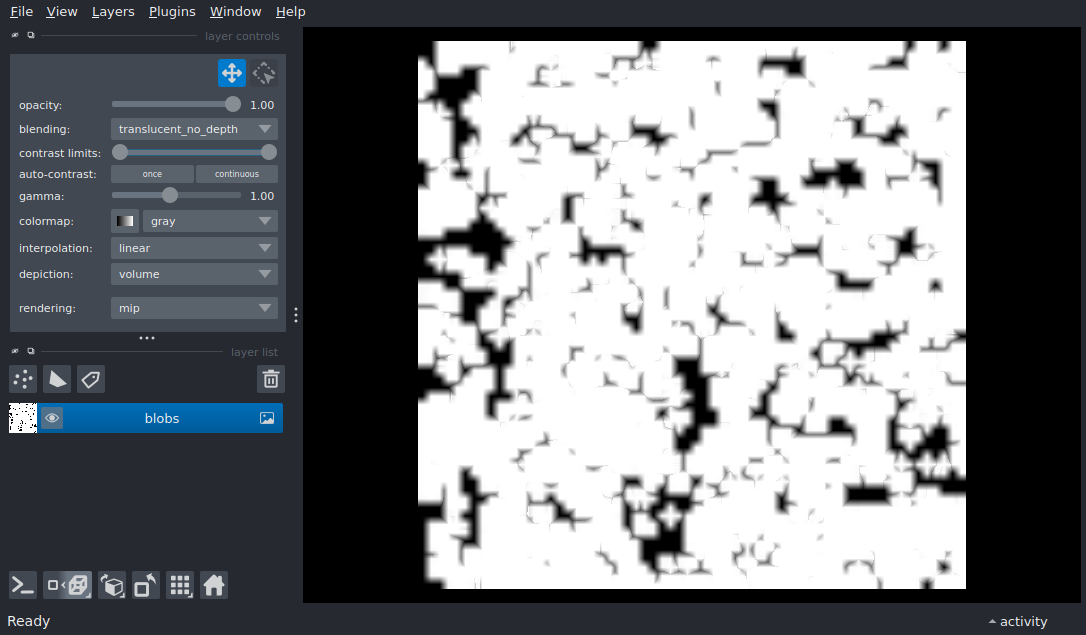 File View Layers Plugins Window Help
layer controls
opacity: 1.00
blending: translucent_no_depth
contrast limits:
auto-contrast: once continuous
gamma: 1.00
colormap: gray
interpolation: linear
depiction: volume
rendering: mip
layer list
blobs
Ready activity